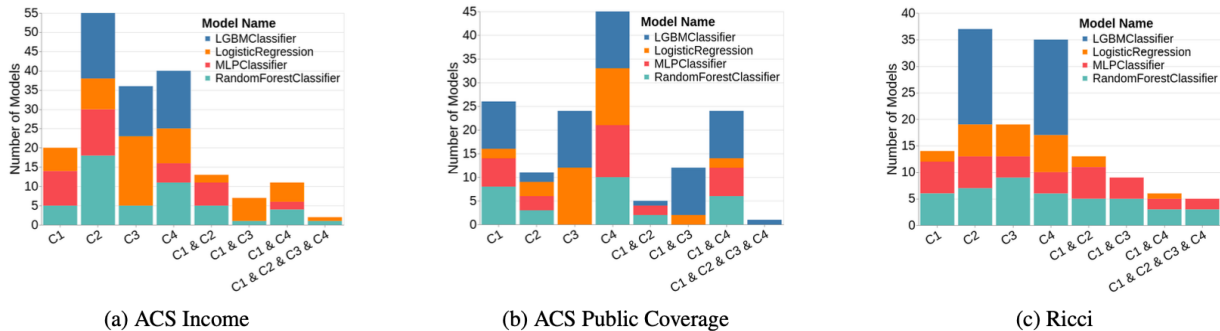 55
50
45
40
35
30
25
20
15
10
5
0
Number of Models
Model Name
LGBMClassifier
LogisticRegression
MLPClassifier
RandomForestClassifier
C1
C2
C3
C4
C1 & C2
C1 & C3
C1 & C4
C1 & C2 & C3 & C4
(a) ACS Income
45
40
35
30
25
20
15
10
5
0
Number of Models
Model Name
LGBMClassifier
LogisticRegression
MLPClassifier
RandomForestClassifier
C1
C2
C3
C4
C1 & C2
C1 & C3
C1 & C4
C1 & C2 & C3 & C4
(b) ACS Public Coverage
40
35
30
25
20
15
10
5
0
Number of Models
Model Name
LGBMClassifier
LogisticRegression
MLPClassifier
RandomForestClassifier
C1
C2
C3
C4
C1 & C2
C1 & C3
C1 & C4
C1 & C2 & C3 & C4
(c) Ricci